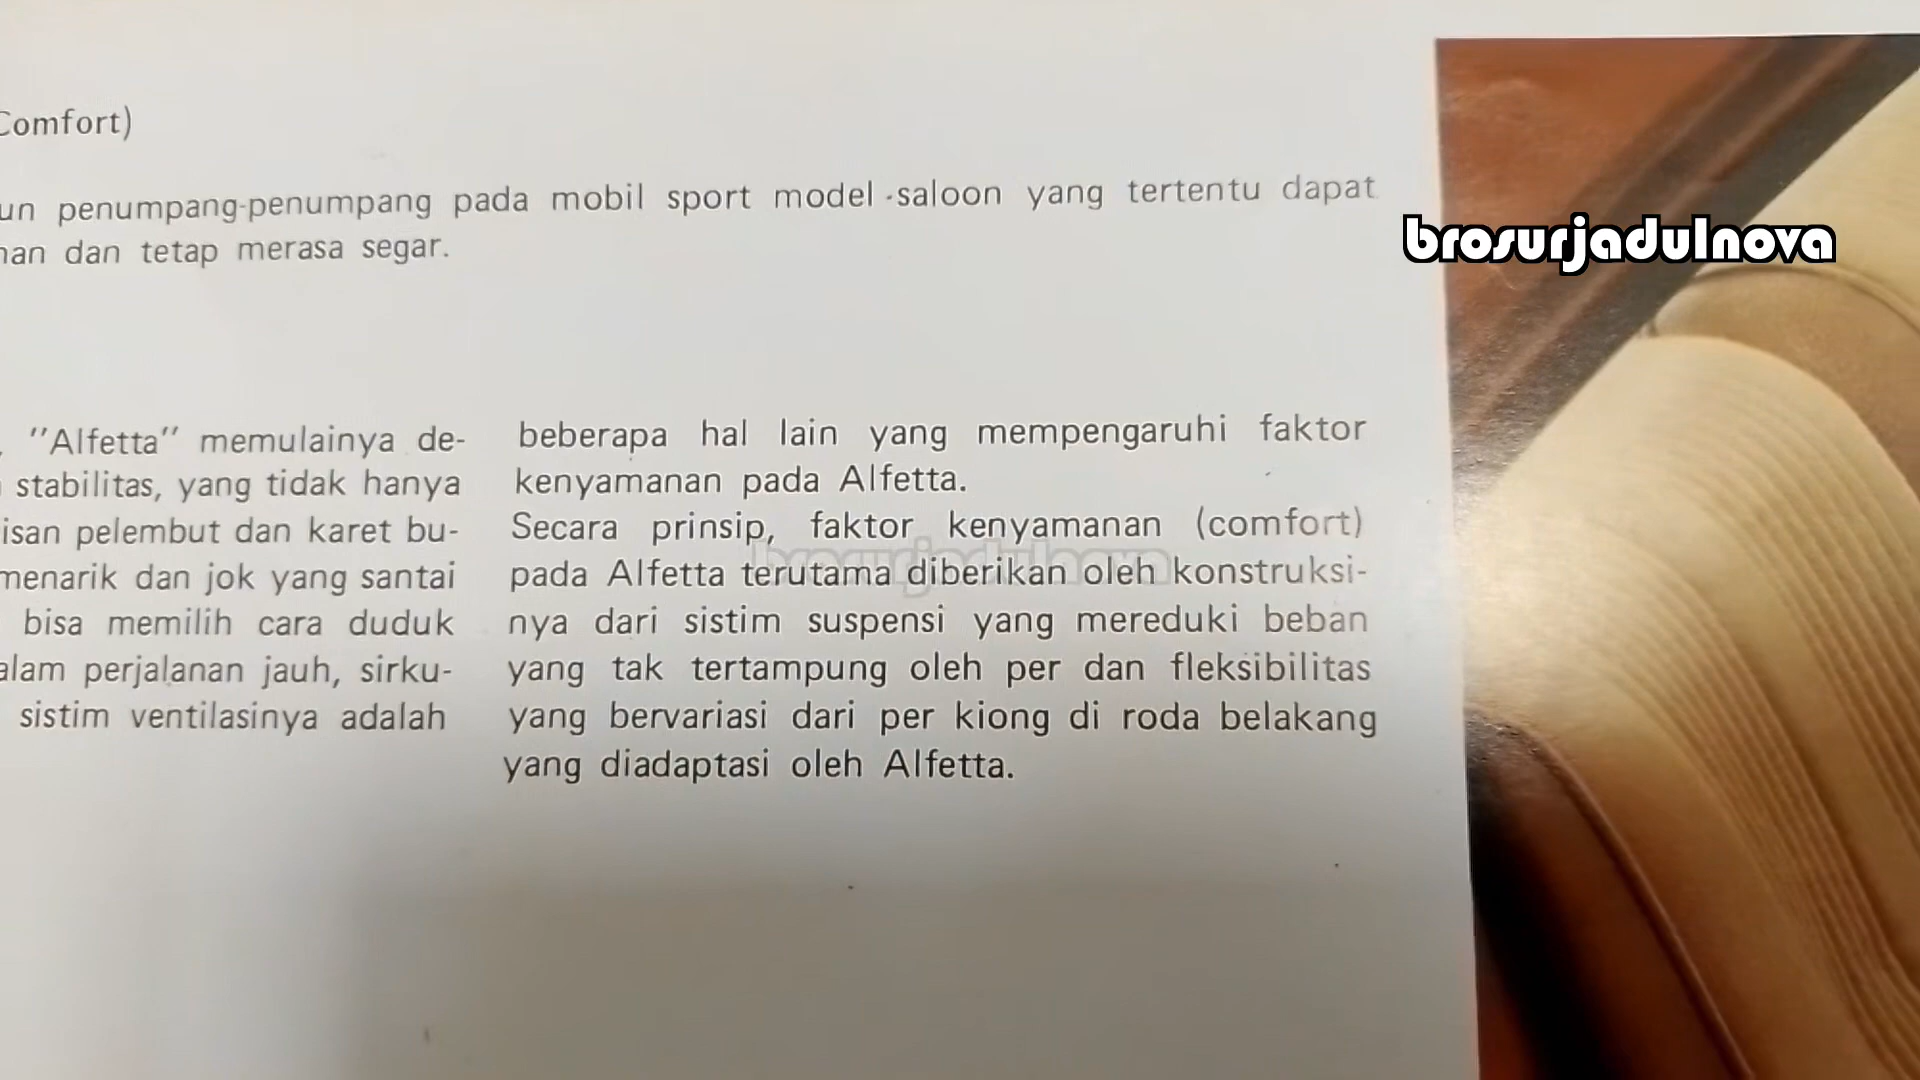 Comfort)
penumpang-penumpang pada mobil sport model-saloon yang tertentu dapat
dan tetap merasa segar.
brosurjadulnova
"Alfetta" memulainya de-
stabilitas, yang tidak hanya
pelembut dan karet bu-
menarik dan jok yang santai
bisa memilih cara duduk
perjalanan jauh, sirku-
sistim ventilasinya adalah
beberapa hal lain yang mempengaruhi faktor
kenyamanan pada Alfetta.
Secara prinsip, faktor kenyamanan (comfort)
brosurjadulnova
pada Alfetta terutama diberikan oleh konstruksi-
nya dari sistim suspensi yang mereduki beban
yang tak tertampung oleh per dan fleksibilitas
yang bervariasi dari per kiong di roda belakang
yang diadaptasi oleh Alfetta.